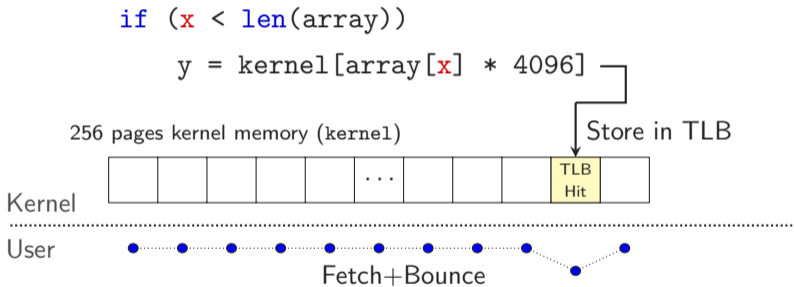 if (x < len(array))
y = kernel[array[x] * 4096]
256 pages kernel memory (kernel)
Store in TLB
...
TLB
Hit
Kernel
User
Fetch+Bounce